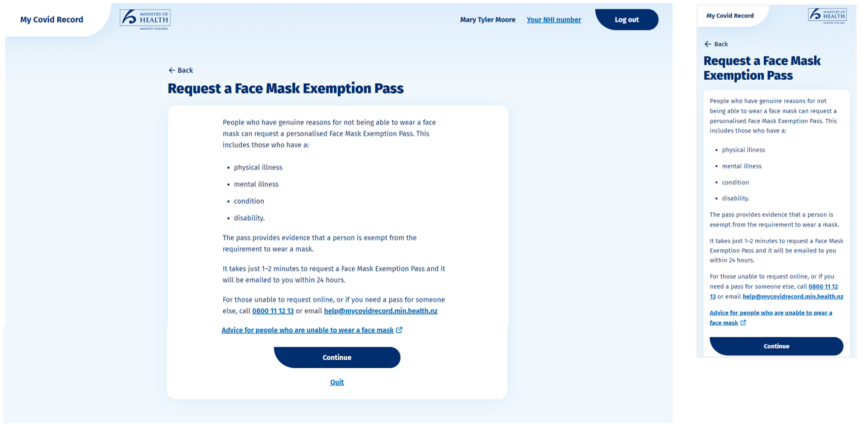 My Covid Record
MINISTRY OF
HEALTH
MANATŪ HAUORA
Mary Tyler Moore
Your NHI number
Log out
← Back
Request a Face Mask Exemption Pass
People who have genuine reasons for not being able to wear a face
mask can request a personalised Face Mask Exemption Pass. This
includes those who have a:
• physical illness
• mental illness
• condition
• disability.
The pass provides evidence that a person is exempt from the
requirement to wear a mask.
It takes just 1–2 minutes to request a Face Mask Exemption Pass and it
will be emailed to you within 24 hours.
For those unable to request online, or if you need a pass for someone
else, call 0800 11 12 13 or email help@mycovidrecord.min.health.nz
Advice for people who are unable to wear a face mask
Continue
Quit
My Covid Record
MINISTRY OF
HEALTH
MANATŪ HAUORA
← Back
Request a Face Mask
Exemption Pass
People who have genuine reasons for not
being able to wear a face mask can request a
personalised Face Mask Exemption Pass. This
includes those who have a:
• physical illness
• mental illness
• condition
• disability.
The pass provides evidence that a person is
exempt from the requirement to wear a mask.
It takes just 1–2 minutes to request a Face Mask
Exemption Pass and it will be emailed to you
within 24 hours.
For those unable to request online, or if you
need a pass for someone else, call 0800 11 12
13 or email help@mycovidrecord.min.health.nz
Advice for people who are unable to wear a
face mask
Continue